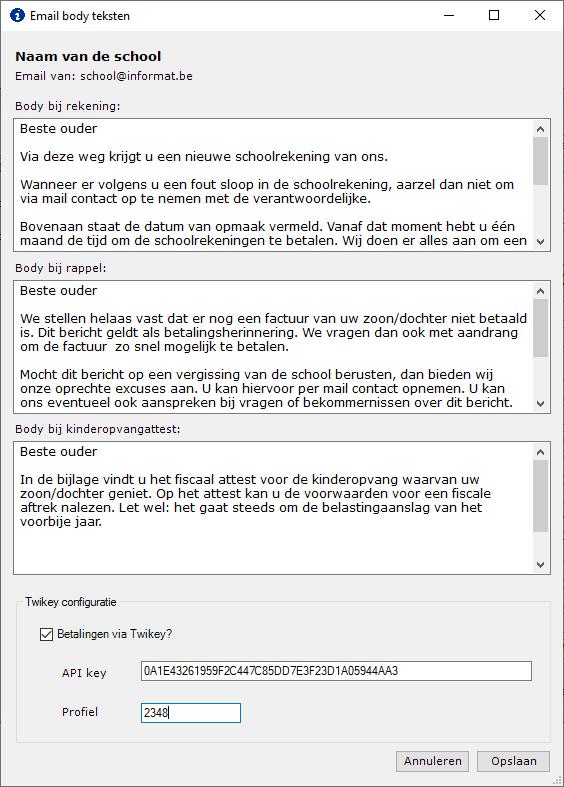 Email body teksten
Naam van de school
Email van: school@informat.be
Body bij rekening:
Beste ouder
Via deze weg krijgt u een nieuwe schoolrekening van ons.
Wanneer er volgens u een fout sloop in de schoolrekening, aarzel dan niet om
via mail contact op te nemen met de verantwoordelijke.
Bovenaan staat de datum van opmaak vermeld. Vanaf dat moment hebt u één
maand de tijd om de schoolrekeningen te betalen. Wij doen er alles aan om een
Body bij rappel:
Beste ouder
We stellen helaas vast dat er nog een factuur van uw zoon/dochter niet betaald
is. Dit bericht geldt als betalingsherinnering. We vragen dan ook met aandrang
om de factuur  zo snel mogelijk te betalen.
Mocht dit bericht op een vergissing van de school berusten, dan bieden wij
onze oprechte excuses aan. U kan hiervoor per mail contact opnemen. U kan
ons eventueel ook aanspreken bij vragen of bekommernissen over dit bericht.
Body bij kinderopvangattest:
Beste ouder
In de bijlage vindt u het fiscaal attest voor de kinderopvang waarvan uw
zoon/dochter geniet. Op het attest kan u de voorwaarden voor een fiscale
aftrek nalezen. Let wel: het gaat steeds om de belastingaanslag van het
voorbije jaar.
Twikey configuratie
Betalingen via Twikey?
API key
0A1E43261959F2C447C85DD7E3F23D1A05944AA3
Profiel
2348
Annuleren
Opslaan